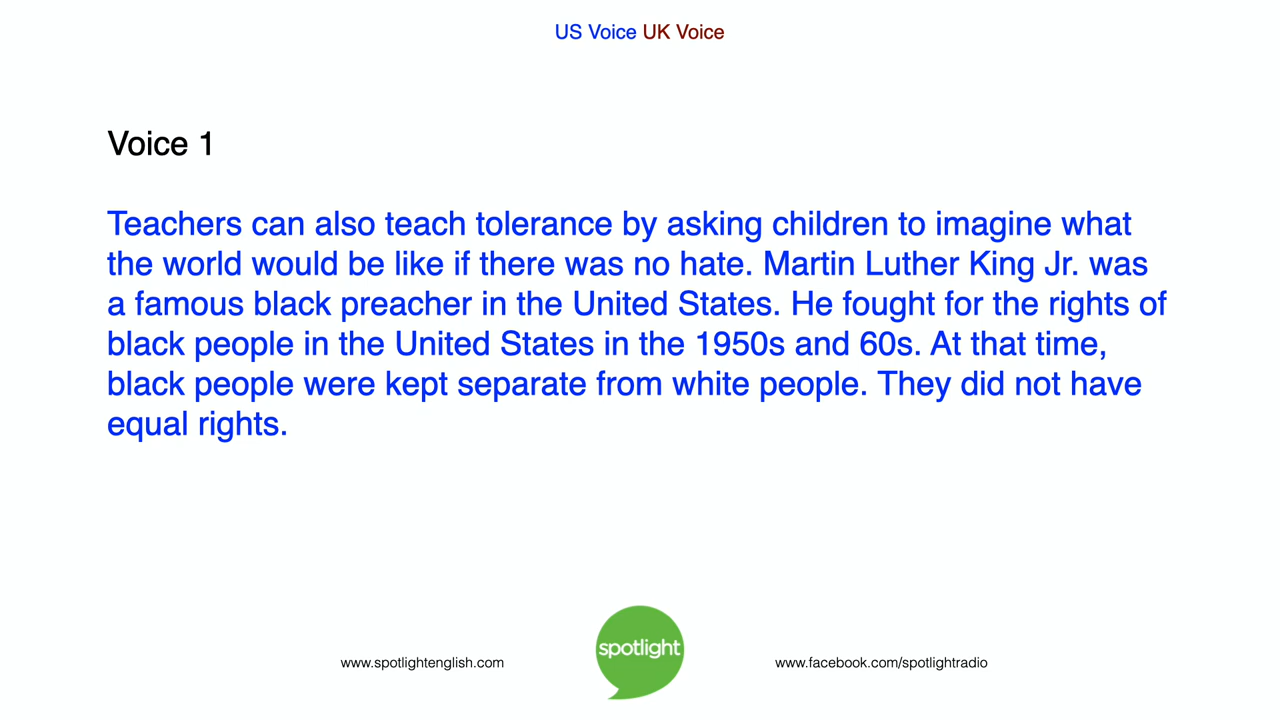 US Voice UK Voice
Voice 1
Teachers can also teach tolerance by asking children to imagine what
the world would be like if there was no hate. Martin Luther King Jr. was
a famous black preacher in the United States. He fought for the rights of
black people in the United States in the 1950s and 60s. At that time,
black people were kept separate from white people. They did not have
equal rights.
spotlight
www.spotlightenglish.com
www.facebook.com/spotlightradio